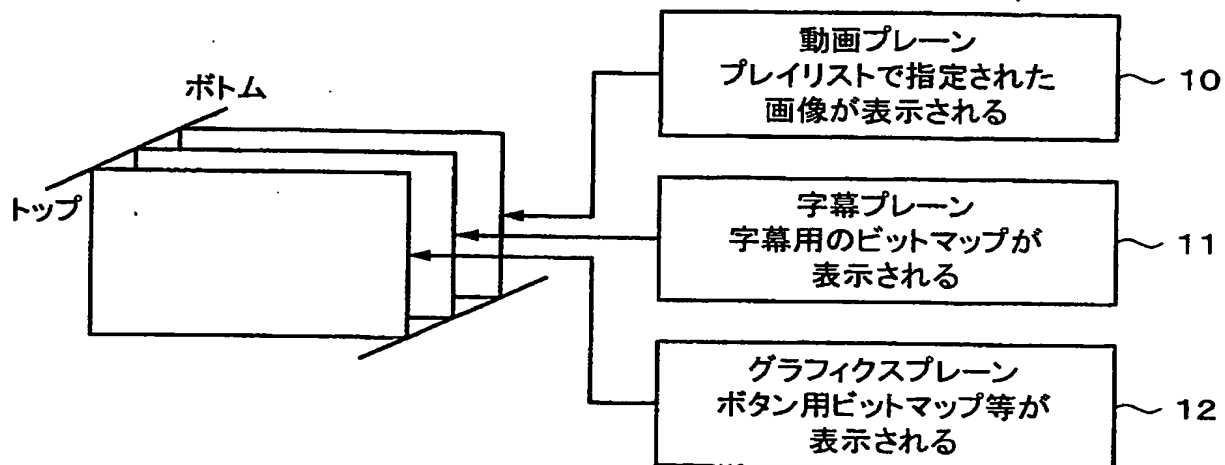 ボトム
トップ
動画プレーン
プレイリストで指定された
画像が表示される
10
字幕プレーン
字幕用のビットマップが
表示される
11
グラフィクスプレーン
ボタン用ビットマップ等が
表示される
12